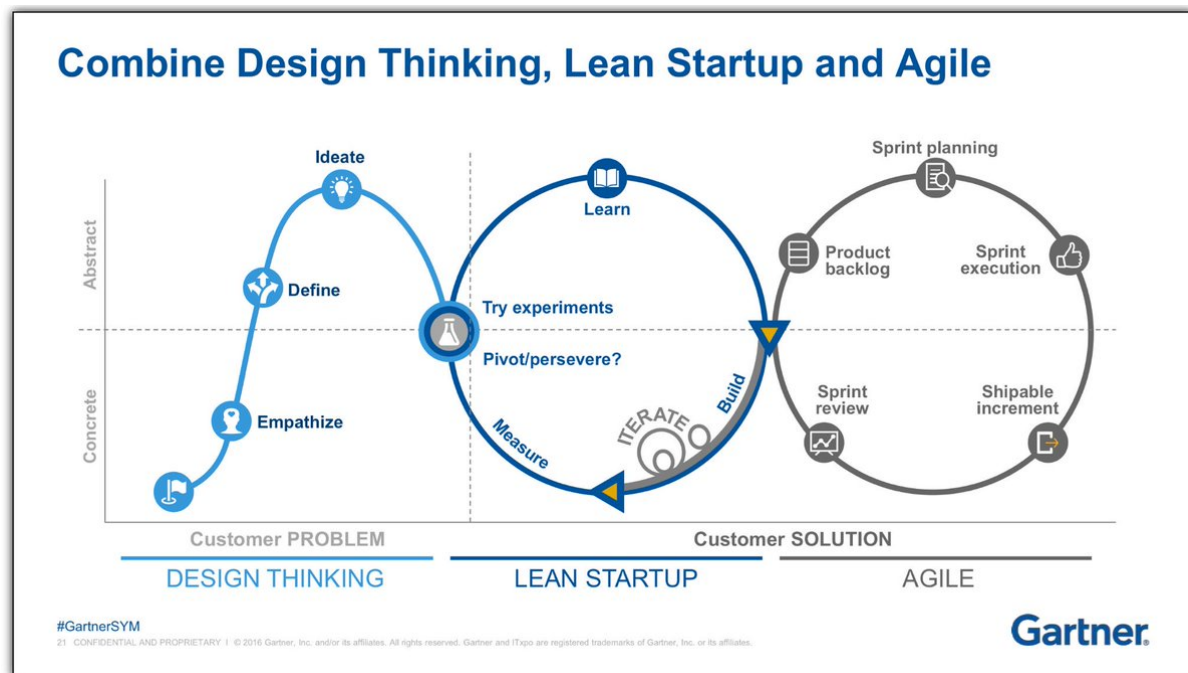 Combine Design Thinking, Lean Startup and Agile
Abstract
Concrete
Ideate
Define
Empathize
Learn
Try experiments
Pivot/persevere?
Measure
ITERATE
Build
Sprint planning
Product
backlog
Sprint
execution
Sprint
review
Shipable
increment
Customer PROBLEM
Customer SOLUTION
DESIGN THINKING
LEAN STARTUP
AGILE
#GartnerSYM
21 CONFIDENTIAL AND PROPRIETARY I © 2016 Gartner, Inc. and/or its affiliates. All rights reserved. Gartner and ITxpo are registered trademarks of Gartner, Inc. or its affiliates.
Gartner.